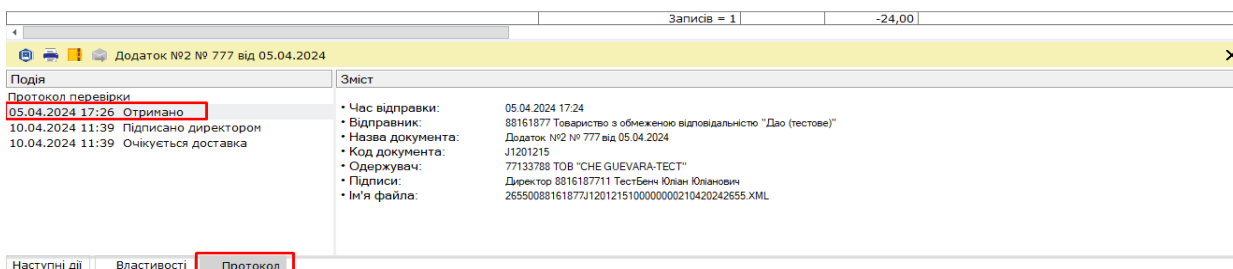 Записів = 1 -24,00
Додаток №2 № 777 від 05.04.2024
Подія Зміст
Протокол перевірки
05.04.2024 17:26 Отримано
10.04.2024 11:39 Підписано директором
10.04.2024 11:39 Очікується доставка
• Час відправки: 05.04.2024 17:24
• Відправник: 88161877 Товариство з обмеженою відповідальністю "Дао (тестове)"
• Назва документа: Додаток №2 № 777 від 05.04.2024
• Код документа: J1201215
• Одержувач: 77133788 ТОВ "CHE GUEVARA-ТЕСТ"
• Підписи: Директор 8816187711 ТестБенч Юліан Юліанович
• Ім'я файла: 26550088161877J1201215100000000210420242655.XML
Наступні дії Властивості Протокол